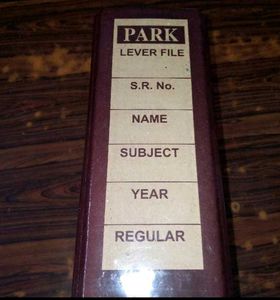 PARK
LEVER FILE
S.R. No.
NAME
SUBJECT
YEAR
REGULAR